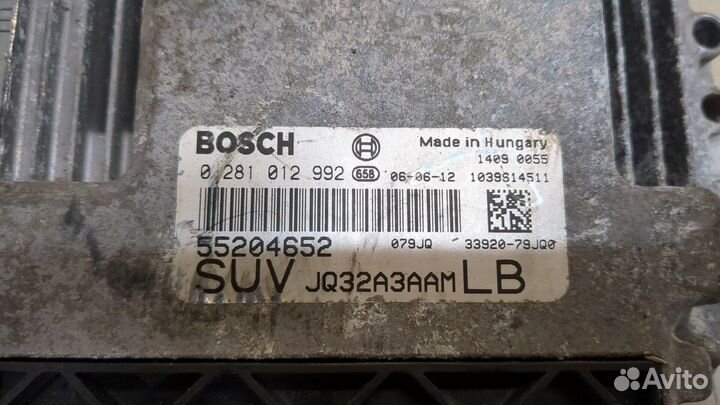 BOSCH Made in Hungary
1409 0055
0 281 012 992 65B 06-06-12 1039S14511
55204652 079JQ 33920-79JQ0
SUV JQ32A3AAM LB
Avito